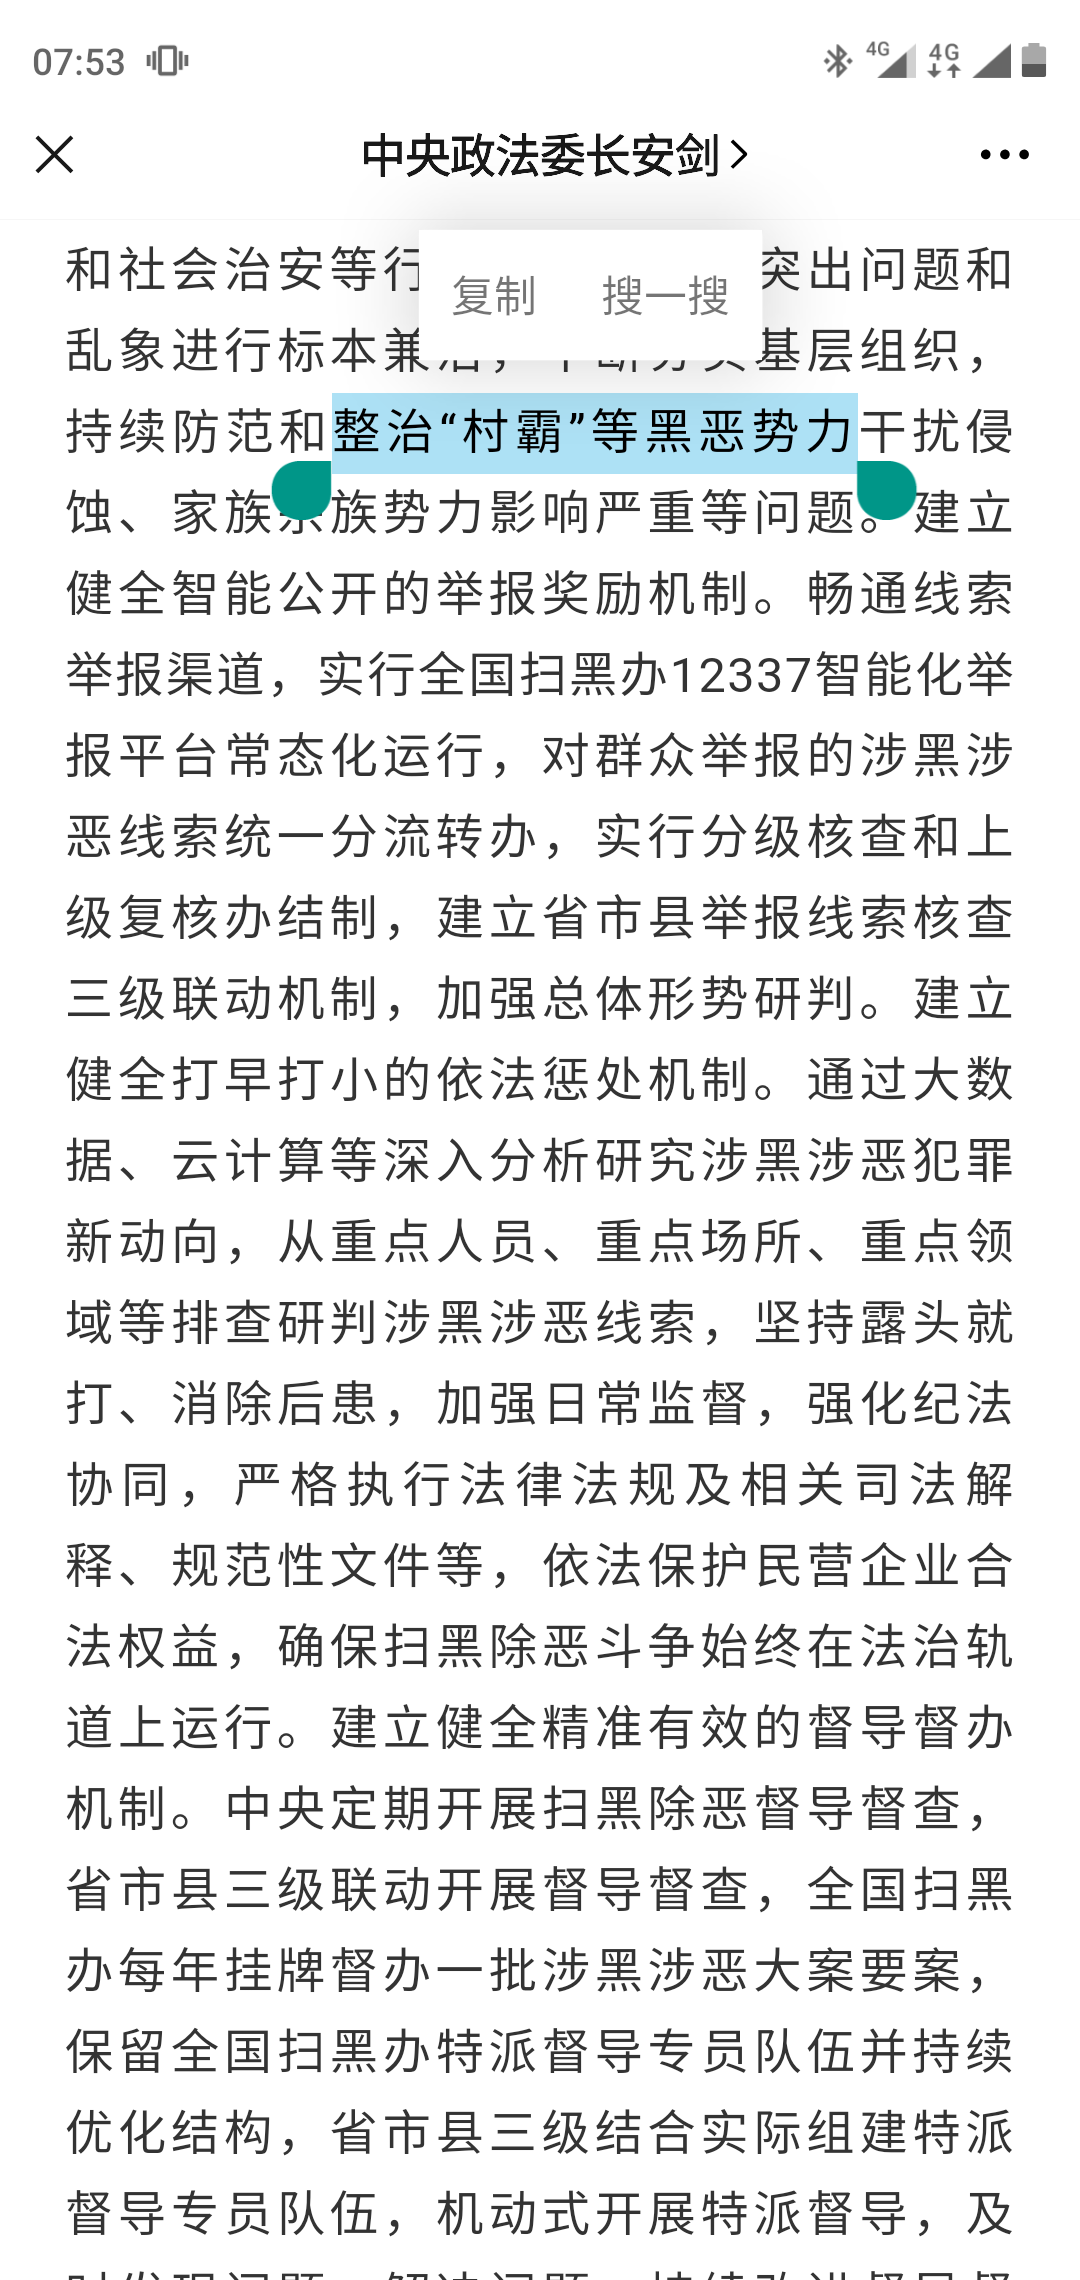 07:53
4G
4G
中央政法委长安剑
复制 搜一搜
和社会治安等行 突出问题和
乱象进行标本兼 基层组织，
持续防范和整治“村霸”等黑恶势力干扰侵
蚀、家族宗族势力影响严重等问题。建立
健全智能公开的举报奖励机制。畅通线索
举报渠道，实行全国扫黑办12337智能化举
报平台常态化运行，对群众举报的涉黑涉
恶线索统一分流转办，实行分级核查和上
级复核办结制，建立省市县举报线索核查
三级联动机制，加强总体形势研判。建立
健全打早打小的依法惩处机制。通过大数
据、云计算等深入分析研究涉黑涉恶犯罪
新动向，从重点人员、重点场所、重点领
域等排查研判涉黑涉恶线索，坚持露头就
打、消除后患，加强日常监督，强化纪法
协同，严格执行法律法规及相关司法解
释、规范性文件等，依法保护民营企业合
法权益，确保扫黑除恶斗争始终在法治轨
道上运行。建立健全精准有效的督导督办
机制。中央定期开展扫黑除恶督导督查，
省市县三级联动开展督导督查，全国扫黑
办每年挂牌督办一批涉黑涉恶大案要案，
保留全国扫黑办特派督导专员队伍并持续
优化结构，省市县三级结合实际组建特派
督导专员队伍，机动式开展特派督导，及